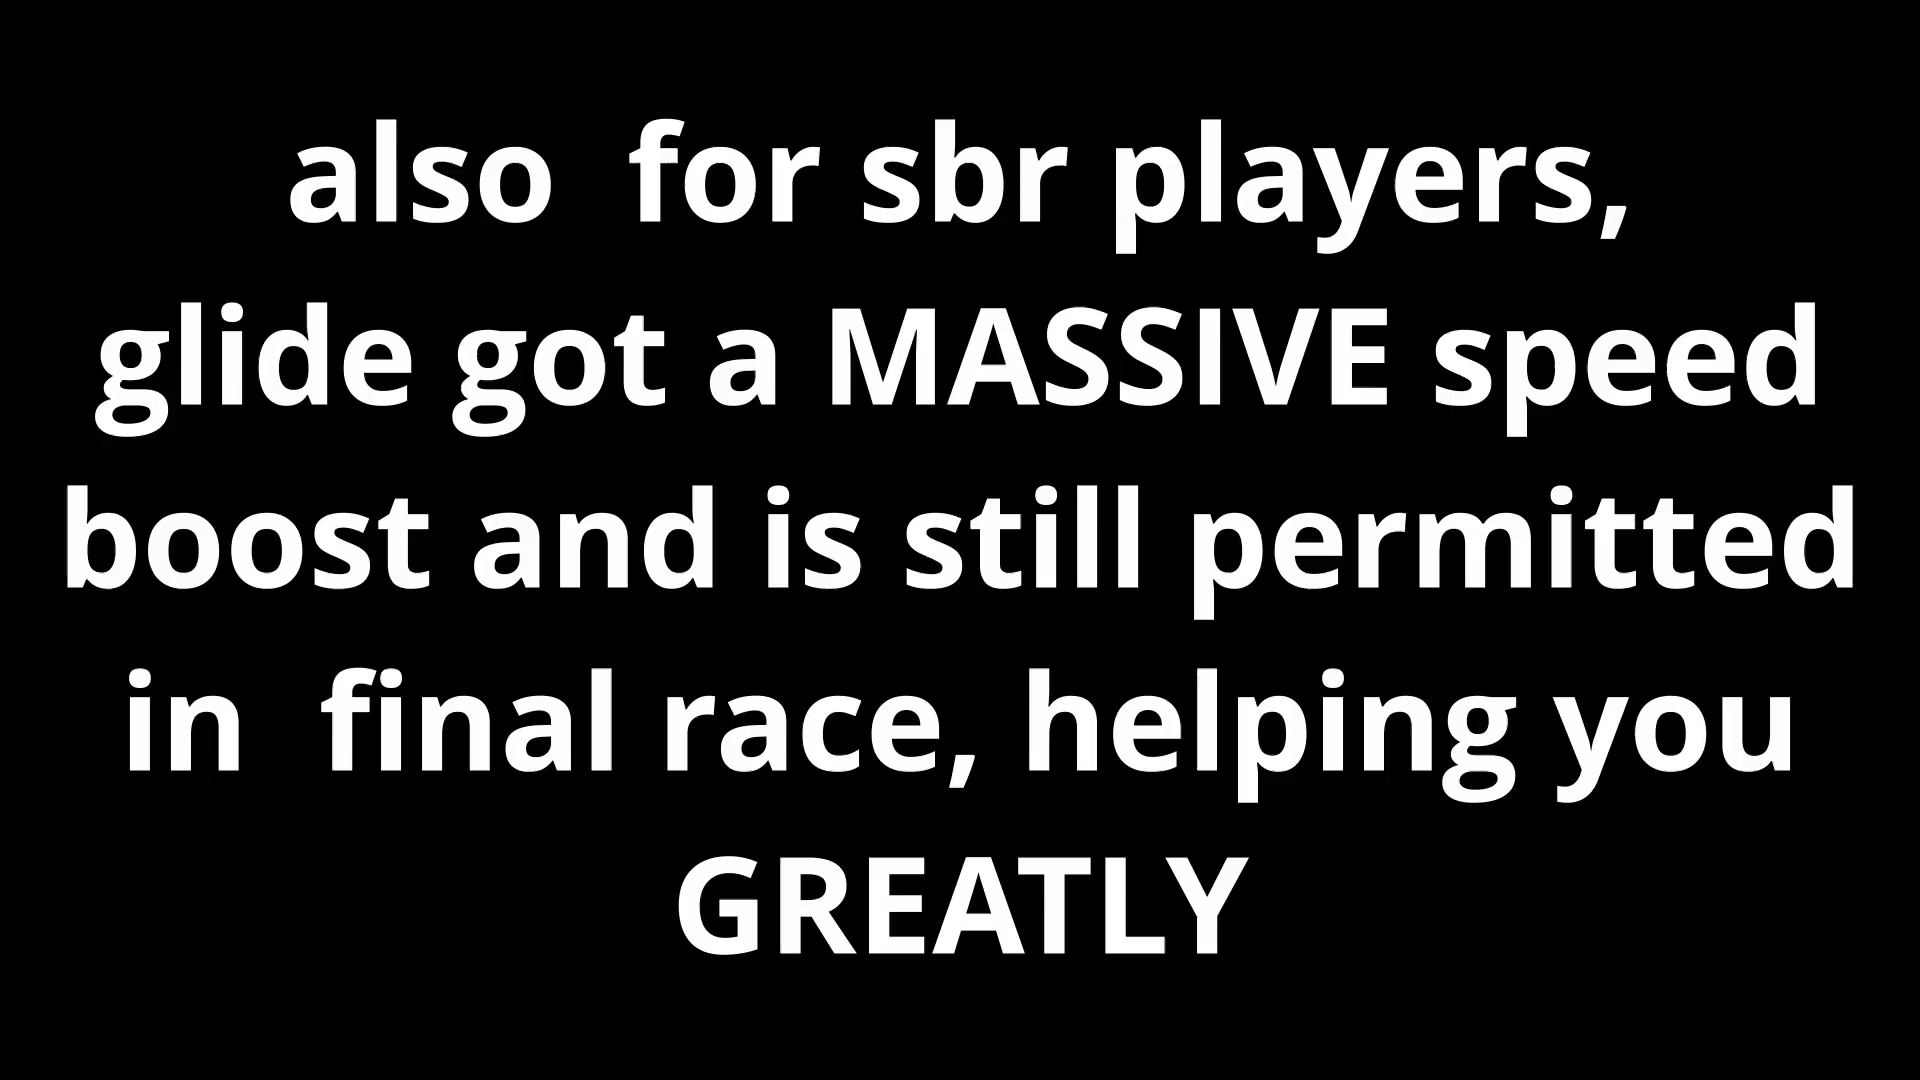 also  for sbr players,
glide got a MASSIVE speed
boost and is still permitted
in  final race, helping you
GREATLY